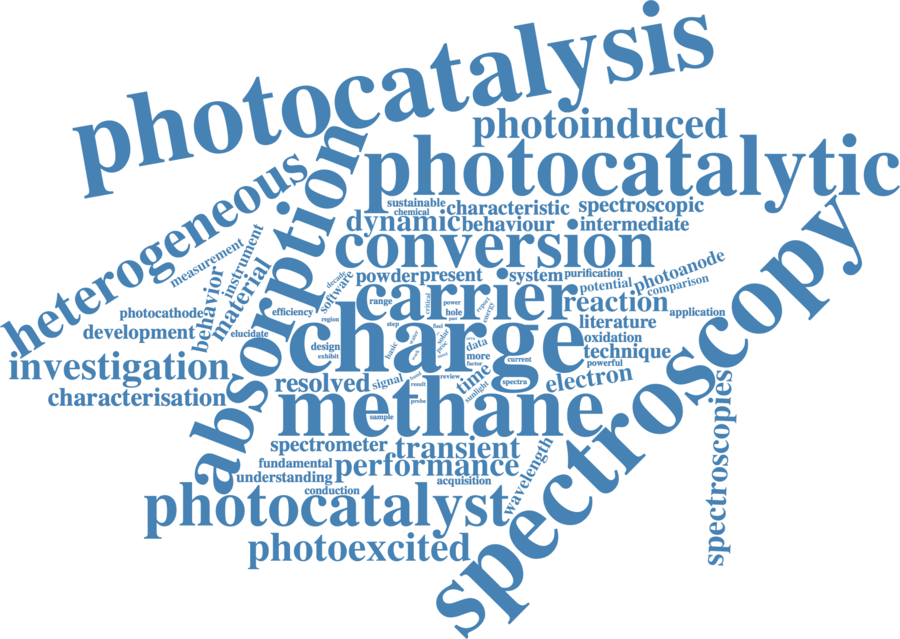 photocatalysis
photoinduced
photocatalytic
heterogeneous
absorption
sustainable
chemical
characteristic
spectroscopic
dynamic
behaviour
intermediate
measurement
instrument
conversion
material
behavior
decade
software
powder
present
system
purification
potential
photoanode
comparison
carrier
range
critical
power
hole
report
energy
reaction
photocathode
efficiency
region
application
literature
development
elucidate
charge
step
fuel
solar
basic
design
exhibit
data
more
factor
current
oxidation
technique
powerful
investigation
resolved
signal
result
review
time
sunlight
spectra
electron
characterisation
methane
probe
sample
spectroscopy
spectroscopies
spectrometer
transient
fundamental
performance
understanding
acquisition
wavelength
conduction
photocatalyst
photoexcited